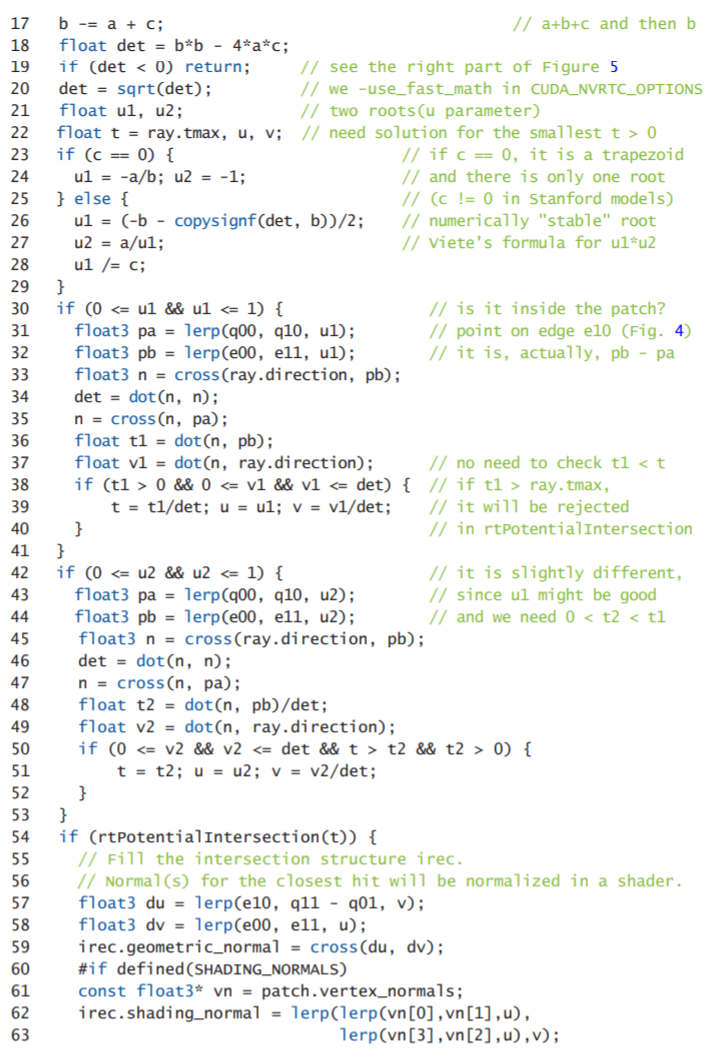 17 b -= a + c; // a+b+c and then b
18 float det = b*b - 4*a*c;
19 if (det < 0) return; // see the right part of Figure 5
20 det = sqrt(det); // we -use_fast_math in CUDA_NVRTC_OPTIONS
21 float u1, u2; // two roots(u parameter)
22 float t = ray.tmax, u, v; // need solution for the smallest t > 0
23 if (c == 0) { // if c == 0, it is a trapezoid
24 u1 = -a/b; u2 = -1; // and there is only one root
25 } else { // (c != 0 in Stanford models)
26 u1 = (-b - copysignf(det, b))/2; // numerically "stable" root
27 u2 = a/u1; // Viete's formula for u1*u2
28 u1 /= c;
29 }
30 if (0 <= u1 && u1 <= 1) { // is it inside the patch?
31 float3 pa = lerp(q00, q10, u1); // point on edge e10 (Fig. 4)
32 float3 pb = lerp(e00, e11, u1); // it is, actually, pb - pa
33 float3 n = cross(ray.direction, pb);
34 det = dot(n, n);
35 n = cross(n, pa);
36 float t1 = dot(n, pb);
37 float v1 = dot(n, ray.direction); // no need to check t1 < t
38 if (t1 > 0 && 0 <= v1 && v1 <= det) { // if t1 > ray.tmax,
39 t = t1/det; u = u1; v = v1/det; // it will be rejected
40 } // in rtPotentialIntersection
41 }
42 if (0 <= u2 && u2 <= 1) { // it is slightly different,
43 float3 pa = lerp(q00, q10, u2); // since u1 might be good
44 float3 pb = lerp(e00, e11, u2); // and we need 0 < t2 < t1
45 float3 n = cross(ray.direction, pb);
46 det = dot(n, n);
47 n = cross(n, pa);
48 float t2 = dot(n, pb)/det;
49 float v2 = dot(n, ray.direction);
50 if (0 <= v2 && v2 <= det && t > t2 && t2 > 0) {
51 t = t2; u = u2; v = v2/det;
52 }
53 }
54 if (rtPotentialIntersection(t)) {
55 // Fill the intersection structure irec.
56 // Normal(s) for the closest hit will be normalized in a shader.
57 float3 du = lerp(e10, q11 - q01, v);
58 float3 dv = lerp(e00, e11, u);
59 irec.geometric_normal = cross(du, dv);
60 #if defined(SHADING_NORMALS)
61 const float3* vn = patch.vertex_normals;
62 irec.shading_normal = lerp(lerp(vn[0],vn[1],u),
63 lerp(vn[3],vn[2],u),v);